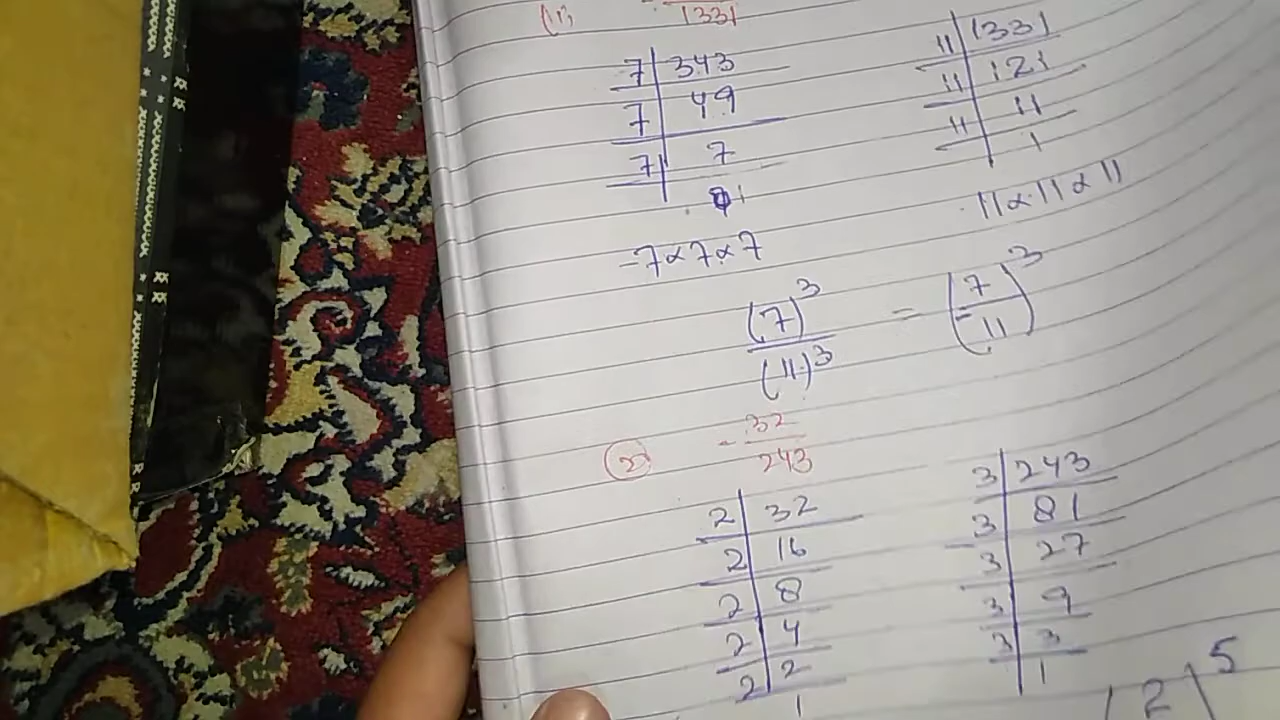 (ii) 1331
7 | 343
7 | 49
7 | 7
1
11 | 1331
11 | 121
11 | 11
1
= 7 × 7 × 7
11 × 11 × 11
(7)^3 / (11)^3 = (7 / 11)^3
- 32 / 243
2 | 32
2 | 16
2 | 8
2 | 4
2 | 2
1
3 | 243
3 | 81
3 | 27
3 | 9
3 | 3
1
( 2 ) 5